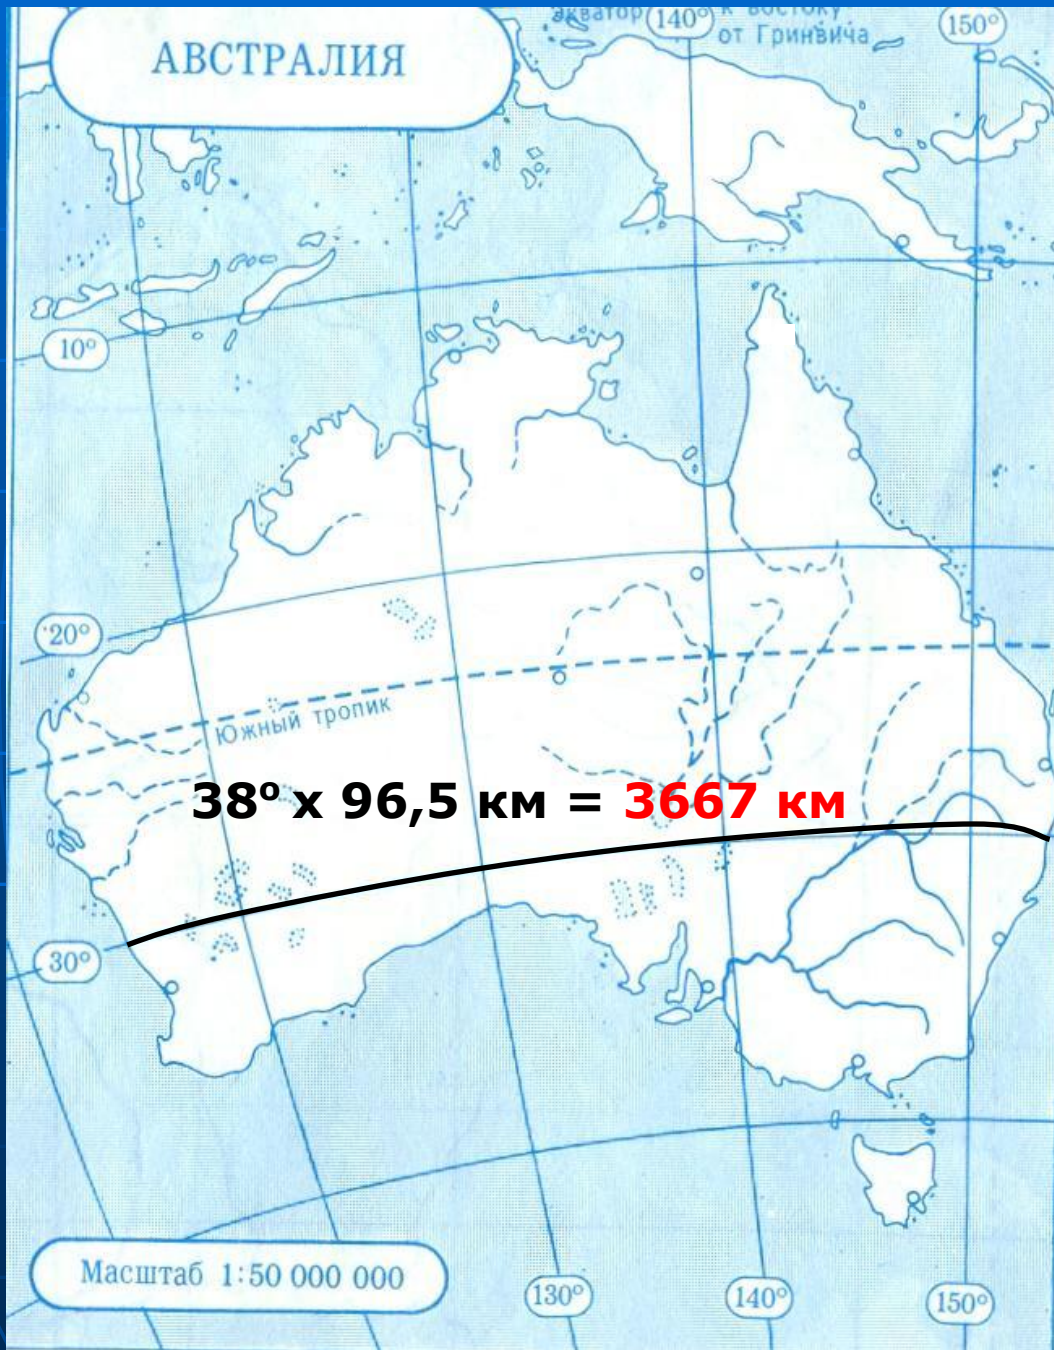 Экватор
140° к востоку
от Гринвича
150°
АВСТРАЛИЯ
10°
20°
Южный тропик
38º х 96,5 км = 3667 км
30°
Масштаб 1:50 000 000
130°
140°
150°